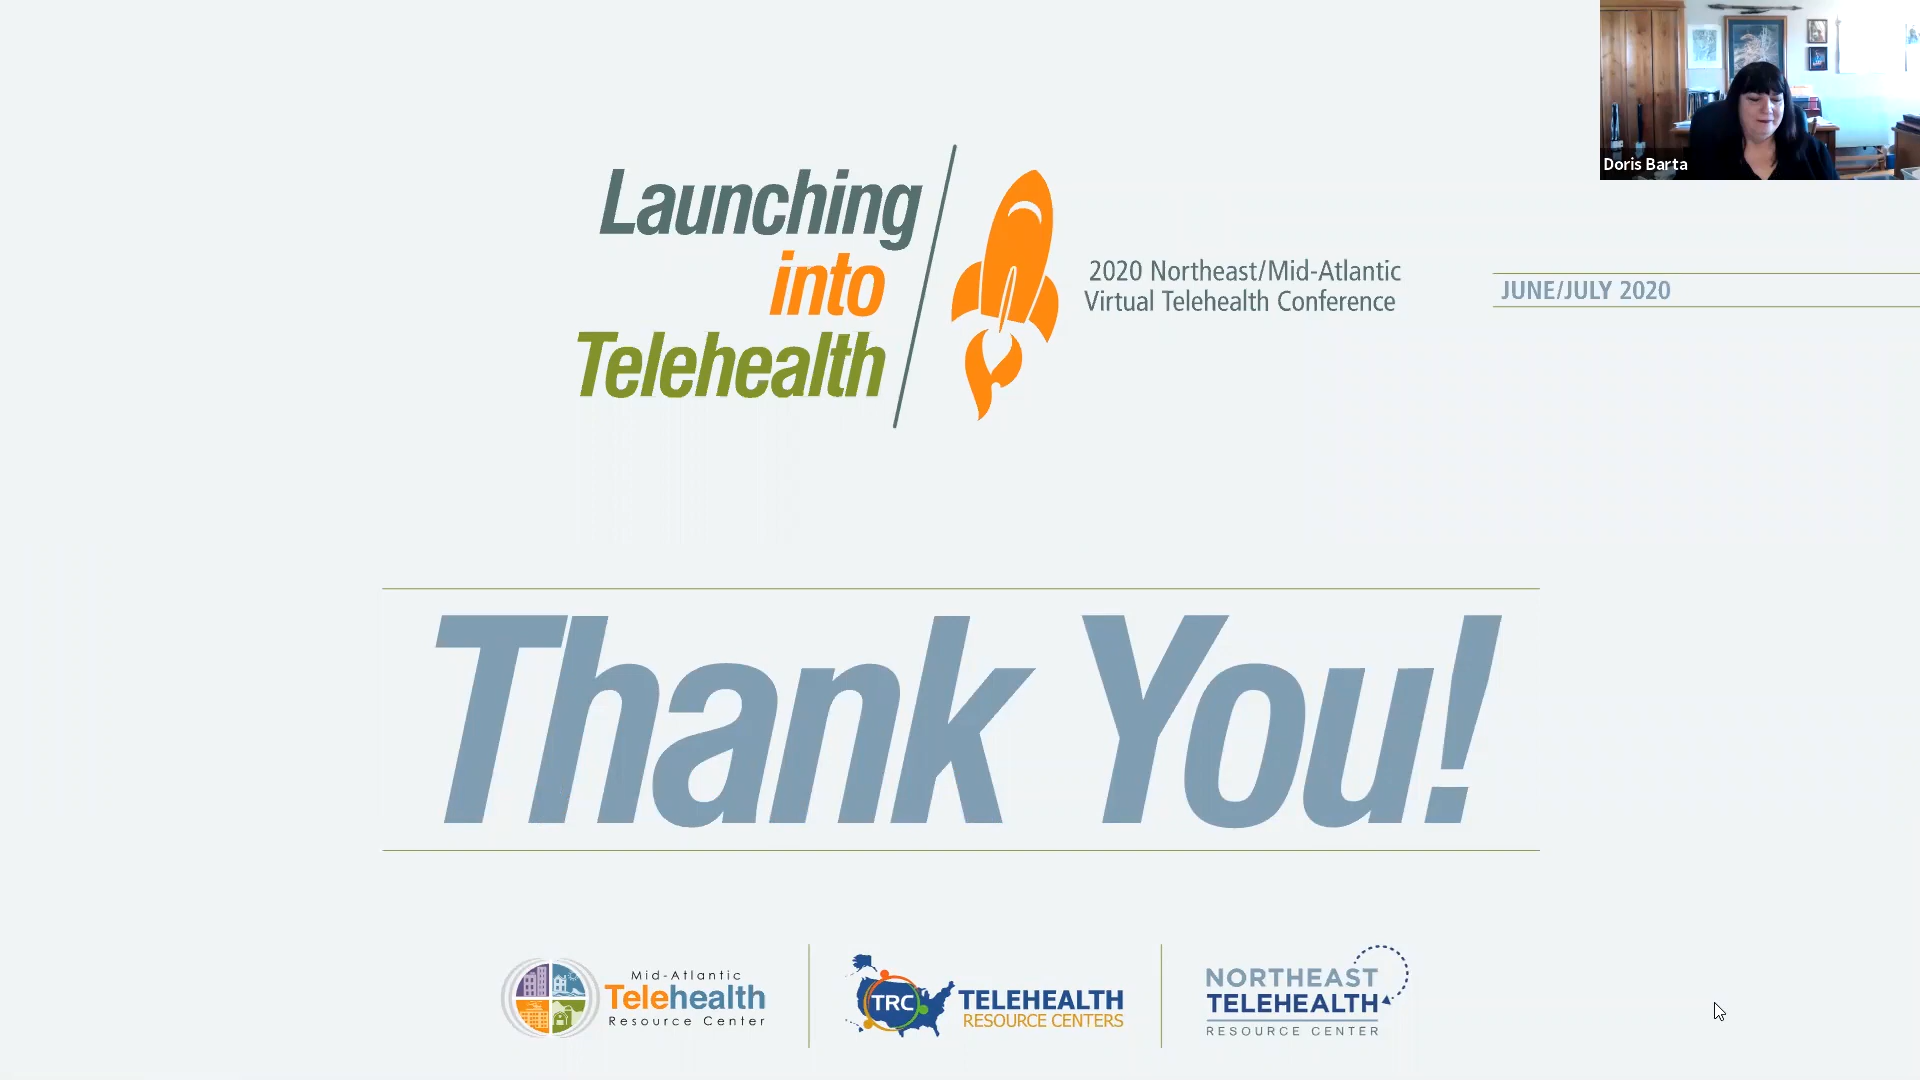 Doris Barta
Launching
into
Telehealth
2020 Northeast/Mid-Atlantic
Virtual Telehealth Conference
JUNE/JULY 2020
Thank You!
Mid-Atlantic
Telehealth
Resource Center
TRC
TELEHEALTH
RESOURCE CENTERS
NORTHEAST
TELEHEALTH
RESOURCE CENTER